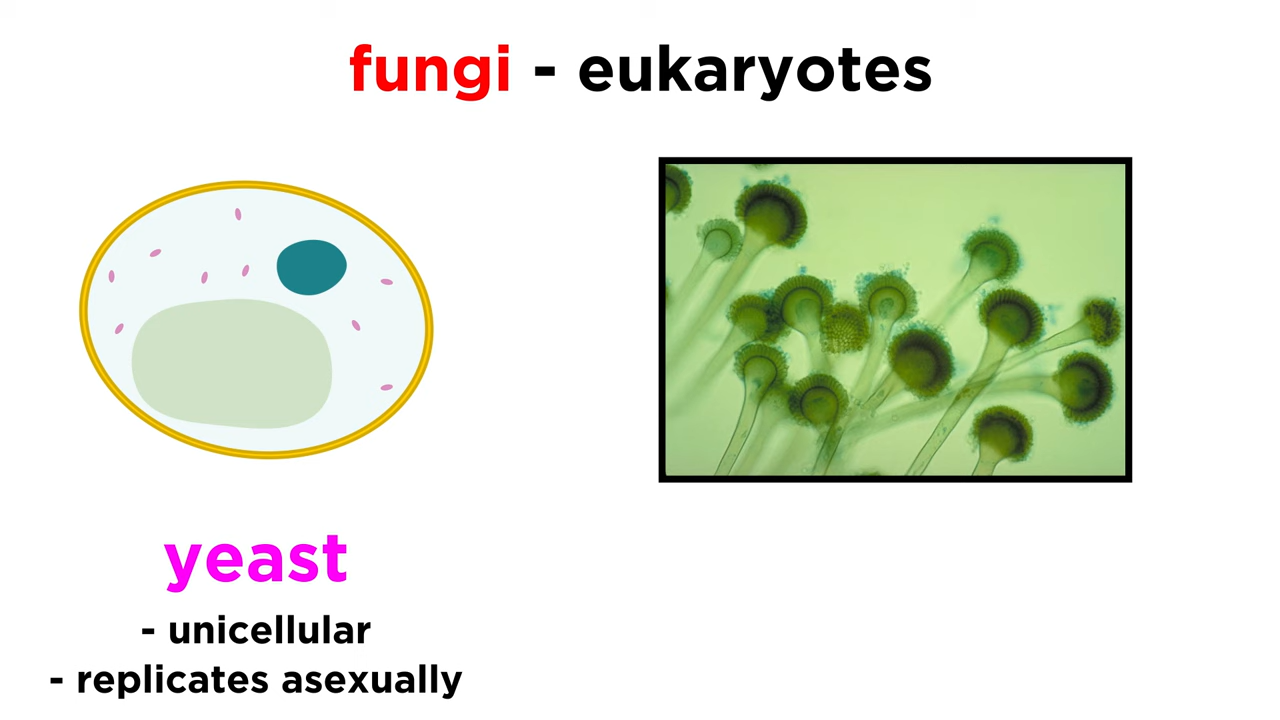 fungi - eukaryotes
yeast
- unicellular
- replicates asexually